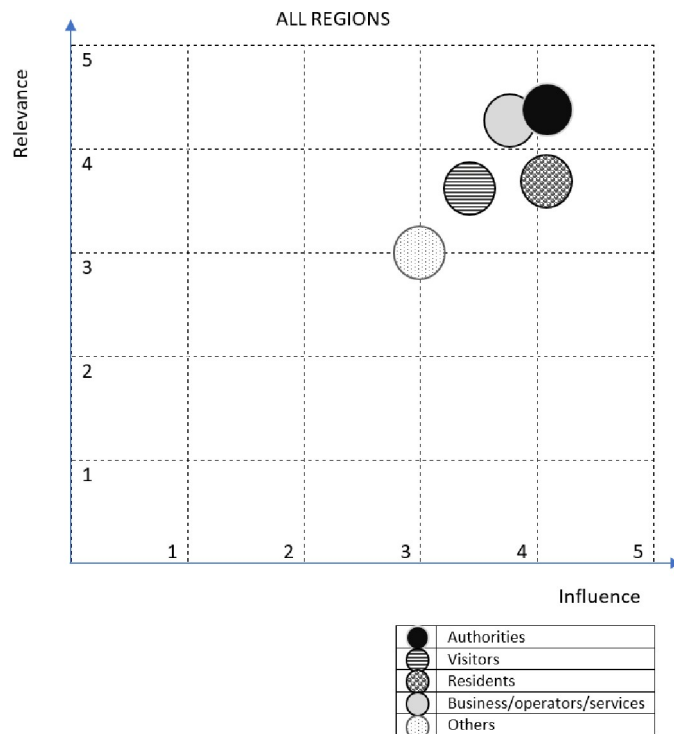 ALL REGIONS
Relevance
5
4
3
2
1
1 2 3 4 5
Influence
Authorities
Visitors
Residents
Business/operators/services
Others